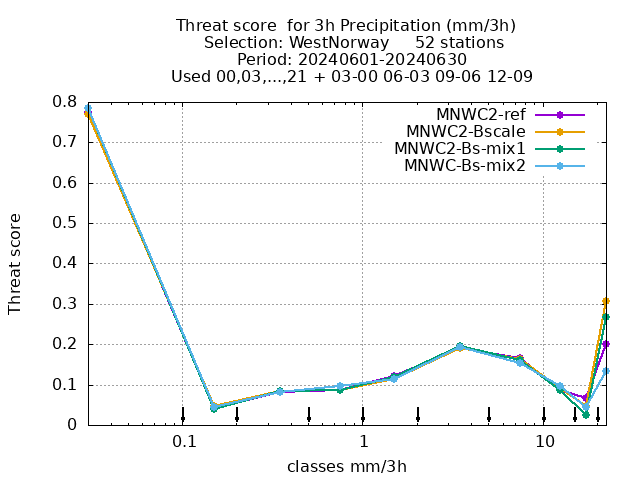 Threat score  for 3h Precipitation (mm/3h)
Selection: WestNorway     52 stations
Period: 20240601-20240630
Used 00,03,...,21 + 03-00 06-03 09-06 12-09
MNWC2-ref
MNWC2-Bscale
MNWC2-Bs-mix1
MNWC-Bs-mix2
Threat score
0.8
0.7
0.6
0.5
0.4
0.3
0.2
0.1
0
0.1 1 10
classes mm/3h